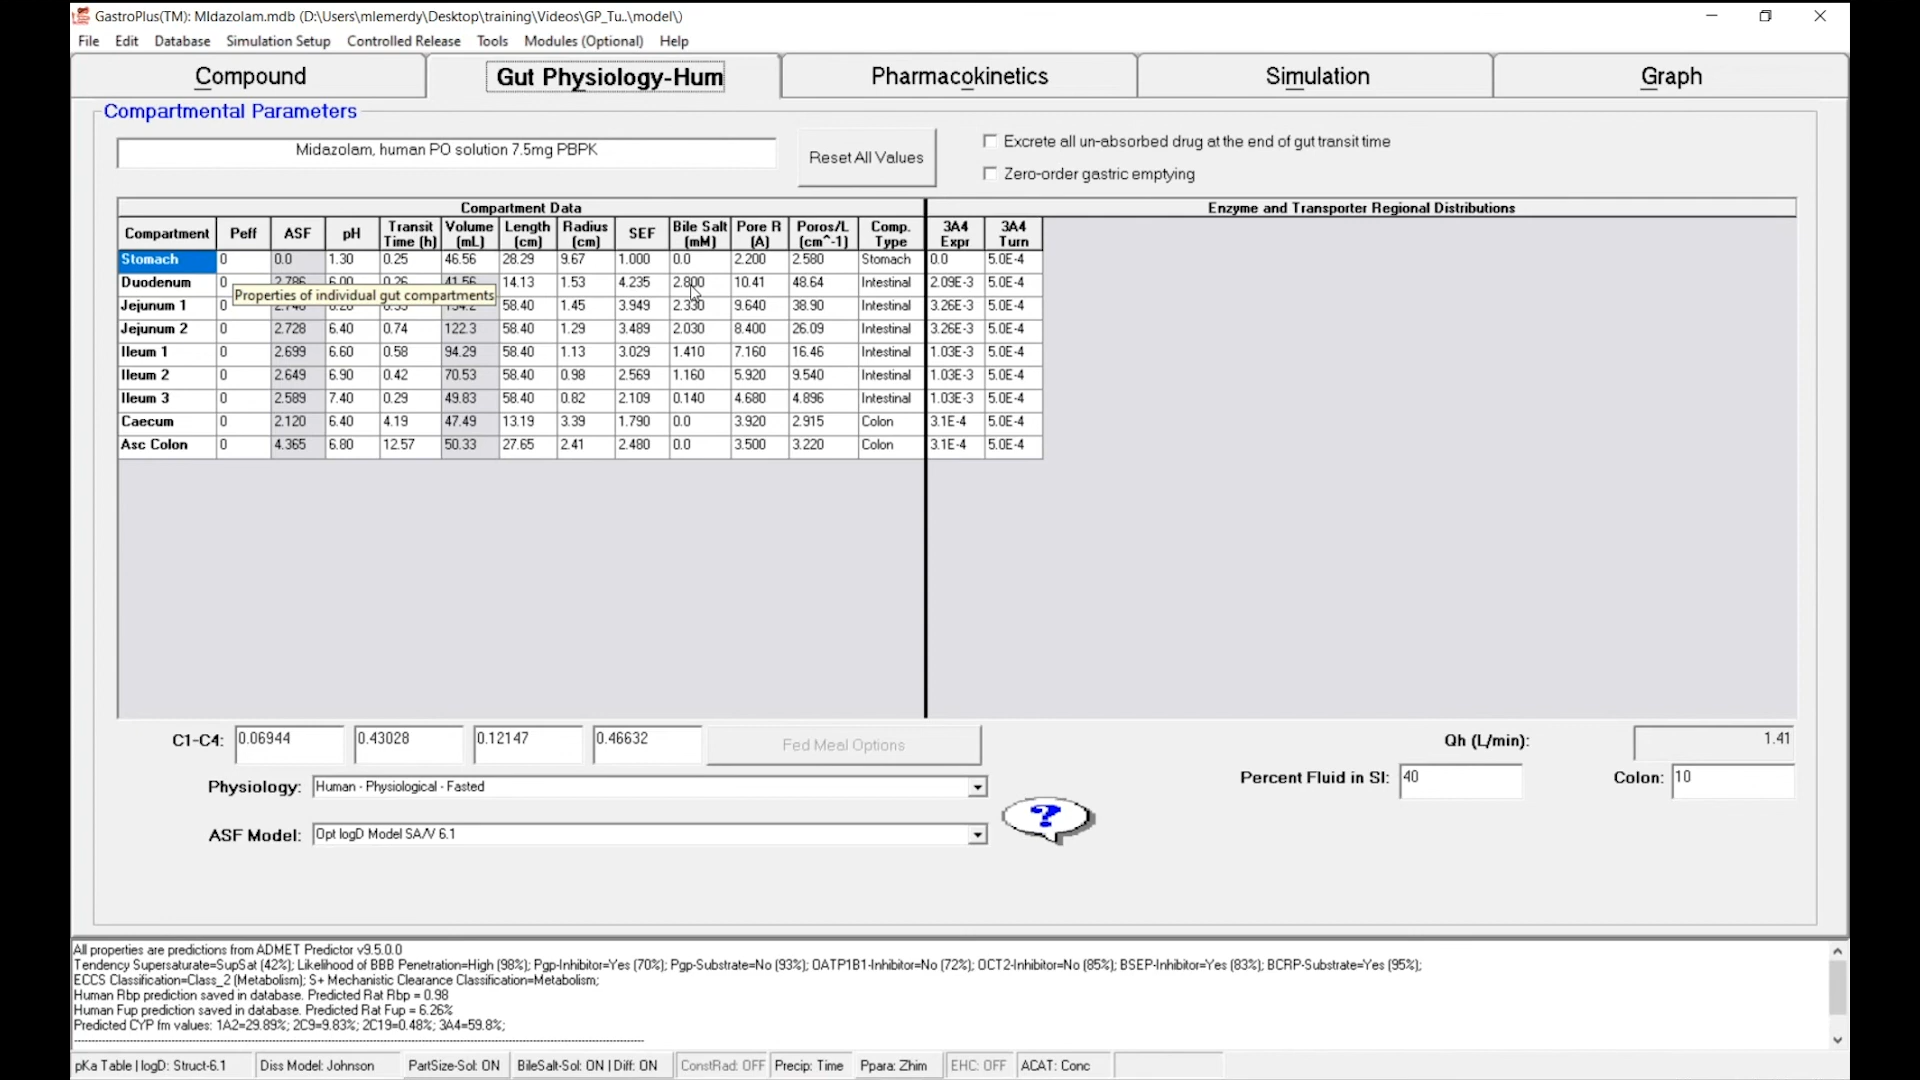 GastroPlus(TM): MIdazolam.mdb (D:\Users\mlemerdy\Desktop\training\Videos\GP_Tu..\model\)
File Edit Database Simulation Setup Controlled Release Tools Modules (Optional) Help
Compound Gut Physiology-Hum Pharmacokinetics Simulation Graph
Compartmental Parameters
Midazolam, human PO solution 7.5mg PBPK
Reset All Values
Excrete all un-absorbed drug at the end of gut transit time
Zero-order gastric emptying
Compartment Data Enzyme and Transporter Regional Distributions
Compartment Peff ASF pH Transit Time (h) Volume (mL) Length (cm) Radius (cm) SEF Bile Salt (mM) Pore R (A) Poros/L (cm^-1) Comp. Type 3A4 Expr 3A4 Turn
Stomach 0 0.0 1.30 0.25 46.56 28.29 9.67 1.000 0.0 2.200 2.580 Stomach 0.0 5.0E-4
Duodenum 0 2.786 6.00 0.26 41.56 14.13 1.53 4.235 2.800 10.41 48.64 Intestinal 2.09E-3 5.0E-4
Properties of individual gut compartments
Jejunum 1 0 58.40 1.45 3.949 2.330 9.640 38.90 Intestinal 3.26E-3 5.0E-4
Jejunum 2 0 2.728 6.40 0.74 122.3 58.40 1.29 3.489 2.030 8.400 26.09 Intestinal 3.26E-3 5.0E-4
Ileum 1 0 2.699 6.60 0.58 94.29 58.40 1.13 3.029 1.410 7.160 16.46 Intestinal 1.03E-3 5.0E-4
Ileum 2 0 2.649 6.90 0.42 70.53 58.40 0.98 2.569 1.160 5.920 9.540 Intestinal 1.03E-3 5.0E-4
Ileum 3 0 2.589 7.40 0.29 49.83 58.40 0.82 2.109 0.140 4.680 4.896 Intestinal 1.03E-3 5.0E-4
Caecum 0 2.120 6.40 4.19 47.49 13.19 3.39 1.790 0.0 3.920 2.915 Colon 3.1E-4 5.0E-4
Asc Colon 0 4.365 6.80 12.57 50.33 27.65 2.41 2.480 0.0 3.500 3.220 Colon 3.1E-4 5.0E-4
C1-C4: 0.06944 0.43028 0.12147 0.46632 Fed Meal Options Qh (L/min): 1.41
Physiology: Human - Physiological - Fasted Percent Fluid in SI: 40 Colon: 10
?
ASF Model: Opt logD Model SA/V 6.1
All properties are predictions from ADMET Predictor v9.5.0.0
Tendency Supersaturate=SupSat (42%); Likelihood of BBB Penetration=High (98%); Pgp-Inhibitor=Yes (70%); Pgp-Substrate=No (93%); OATP1B1-Inhibitor=No (72%); OCT2-Inhibitor=No (85%); BSEP-Inhibitor=Yes (83%); BCRP-Substrate=Yes (95%);
ECCS Classification=Class_2 (Metabolism); S+ Mechanistic Clearance Classification=Metabolism;
Human Rbp prediction saved in database. Predicted Rat Rbp = 0.98
Human Fup prediction saved in database. Predicted Rat Fup = 6.26%
Predicted CYP fm values: 1A2=29.89%; 2C9=9.83%; 2C19=0.48%; 3A4=59.8%;
pKa Table | logD: Struct-6.1 Diss Model: Johnson PartSize-Sol: ON BileSalt-Sol: ON | Diff: ON ConstRad: OFF Precip: Time Ppara: Zhim EHC: OFF ACAT: Conc